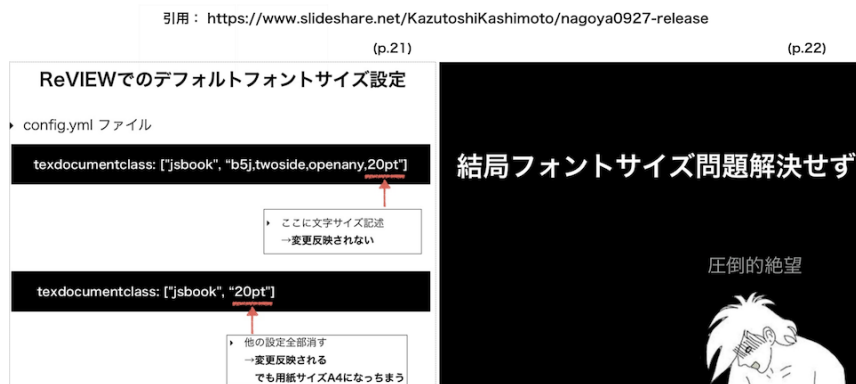 引用： https://www.slideshare.net/KazutoshiKashimoto/nagoya0927-release
(p.21)
ReVIEWでのデフォルトフォントサイズ設定
config.yml ファイル
texdocumentclass: ["jsbook", “b5j,twoside,openany,20pt"]
ここに文字サイズ記述
→変更反映されない
texdocumentclass: ["jsbook", “20pt"]
他の設定全部消す
→変更反映される
でも用紙サイズA4になっちまう
(p.22)
結局フォントサイズ問題解決せず
圧倒的絶望